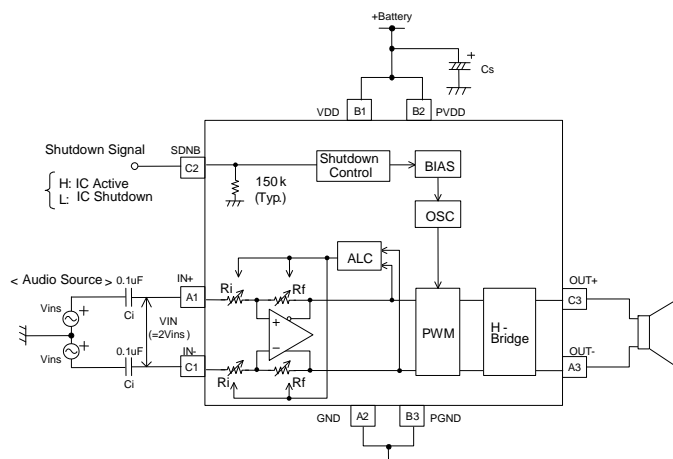 +Battery
+
Cs
VDD
B1
B2
PVDD
Shutdown Signal
SDNB
C2
H: IC Active
L: IC Shutdown
150k
(Typ.)
Shutdown
Control
BIAS
OSC
ALC
< Audio Source >
0.1uF
Ci
IN+
A1
Ri
Rf
OUT+
C3
Vins
+
VIN
(=2Vins)
+
−
PWM
H -
Bridge
Vins
+
0.1uF
Ci
IN-
C1
Ri
Rf
OUT-
A3
GND
A2
B3
PGND